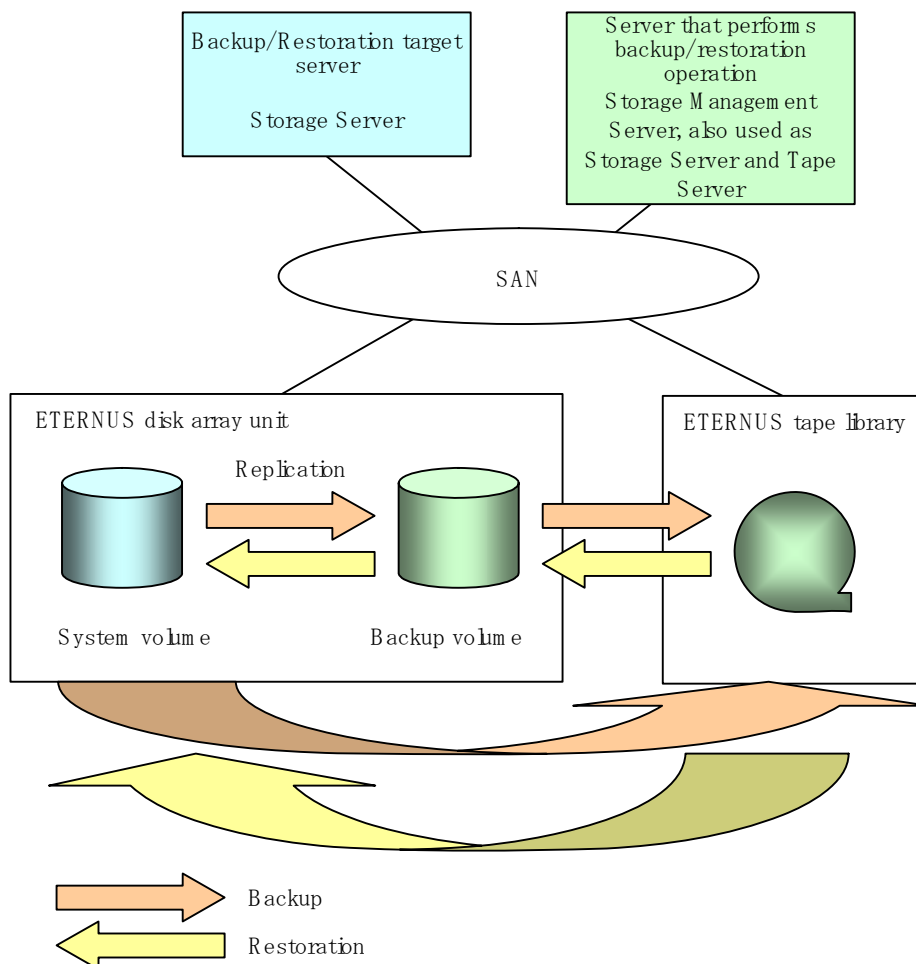 Backup/Restoration target
server
Storage Server
Server that performs
backup/restoration
operation
Storage Management
Server, also used as
Storage Server and Tape
Server
SAN
ETERNUS disk array unit
ETERNUS tape library
Replication
System volume
Backup volume
Backup
Restoration